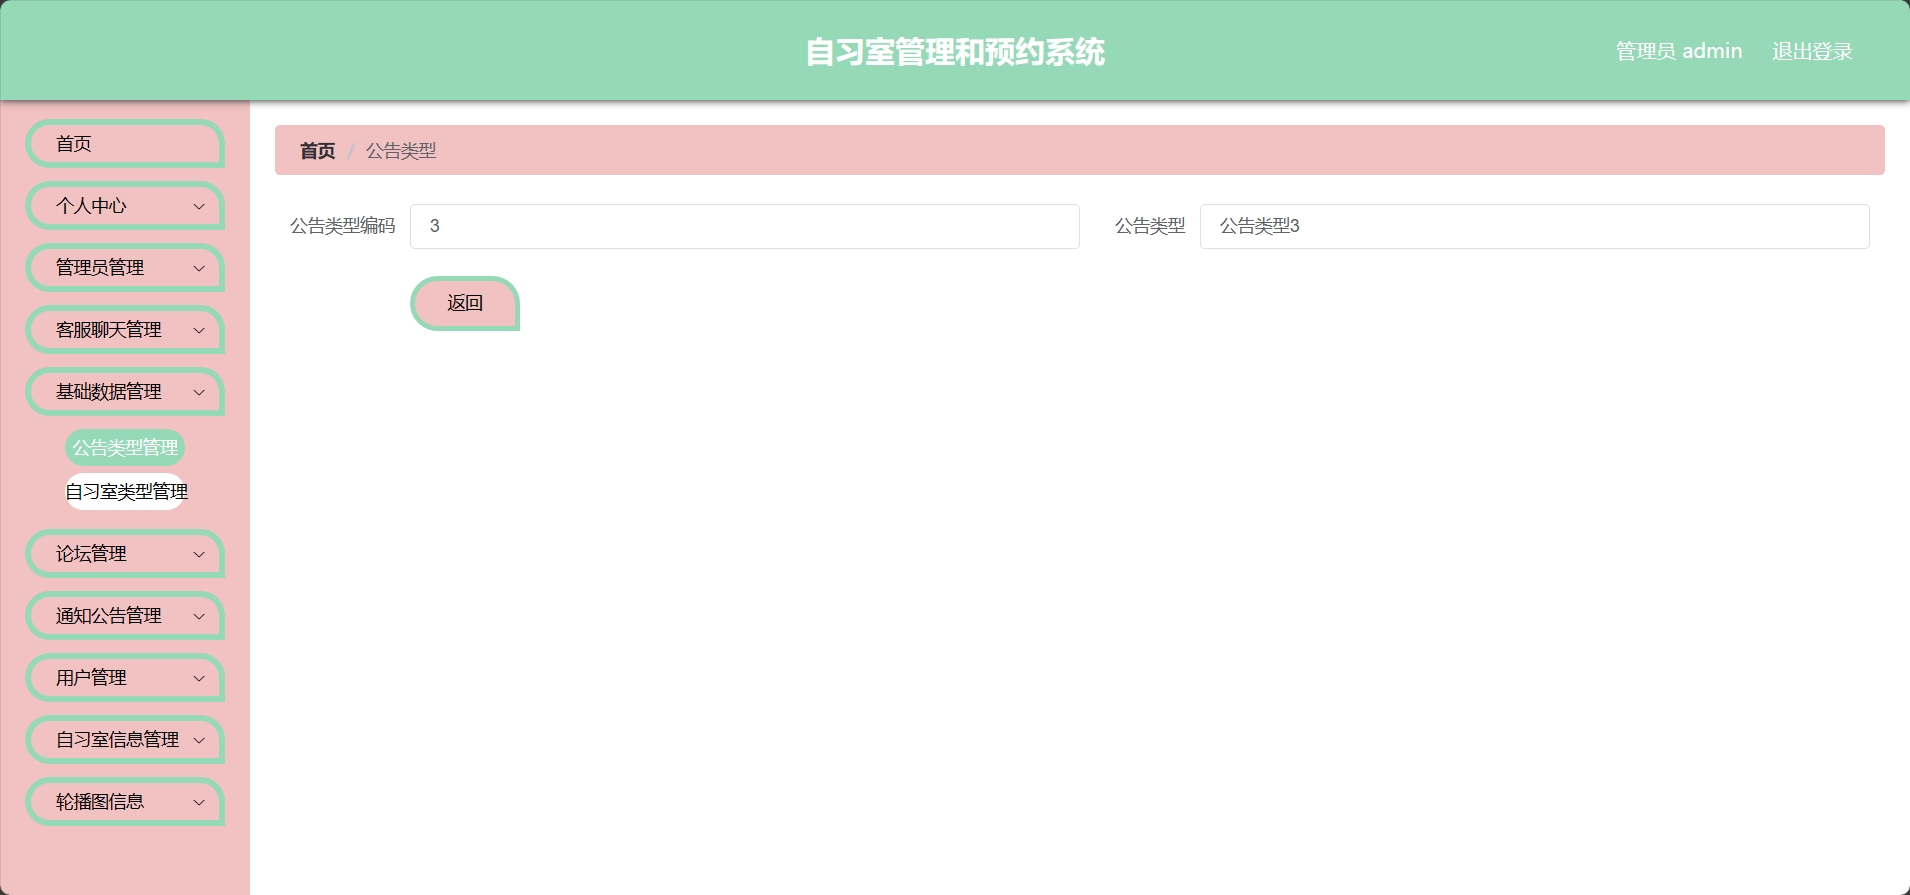 自习室管理和预约系统
管理员 admin
退出登录
首页
个人中心
管理员管理
客服聊天管理
基础数据管理
公告类型管理
自习室类型管理
论坛管理
通知公告管理
用户管理
自习室信息管理
轮播图信息
首页 / 公告类型
公告类型编码 3
公告类型 公告类型3
返回